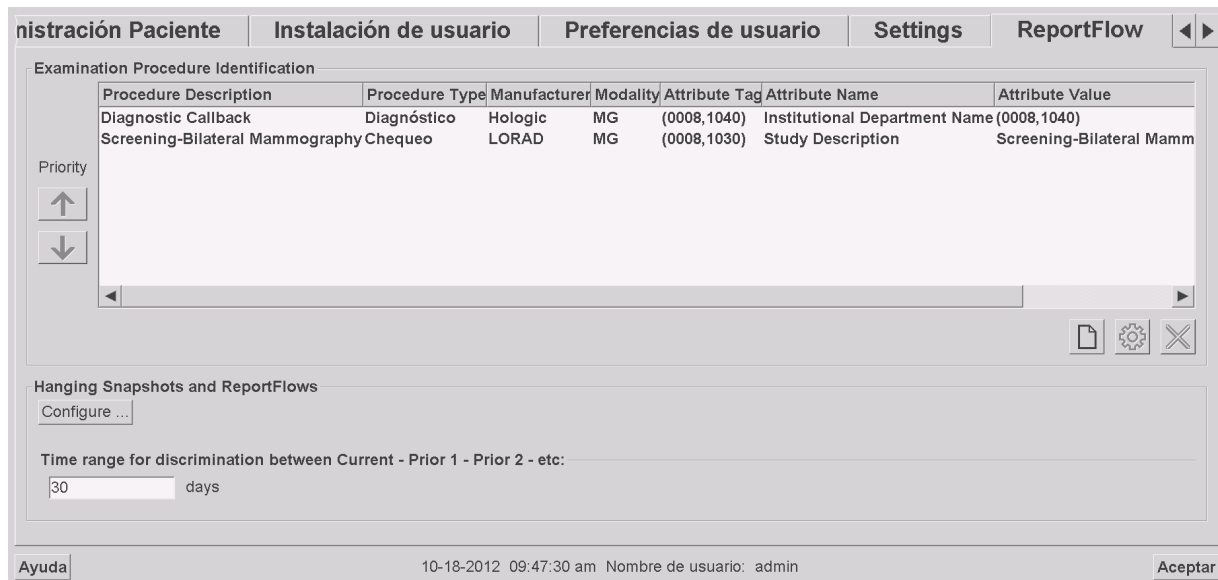 nistración Paciente Instalación de usuario Preferencias de usuario Settings ReportFlow
Examination Procedure Identification
Procedure Description Procedure Type Manufacturer Modality Attribute Tag Attribute Name Attribute Value
Diagnostic Callback Diagnóstico Hologic MG (0008,1040) Institutional Department Name (0008,1040)
Screening-Bilateral Mammography Chequeo LORAD MG (0008,1030) Study Description Screening-Bilateral Mamm
Priority
Hanging Snapshots and ReportFlows
Configure ...
Time range for discrimination between Current - Prior 1 - Prior 2 - etc:
30 days
Ayuda 10-18-2012 09:47:30 am Nombre de usuario: admin Aceptar